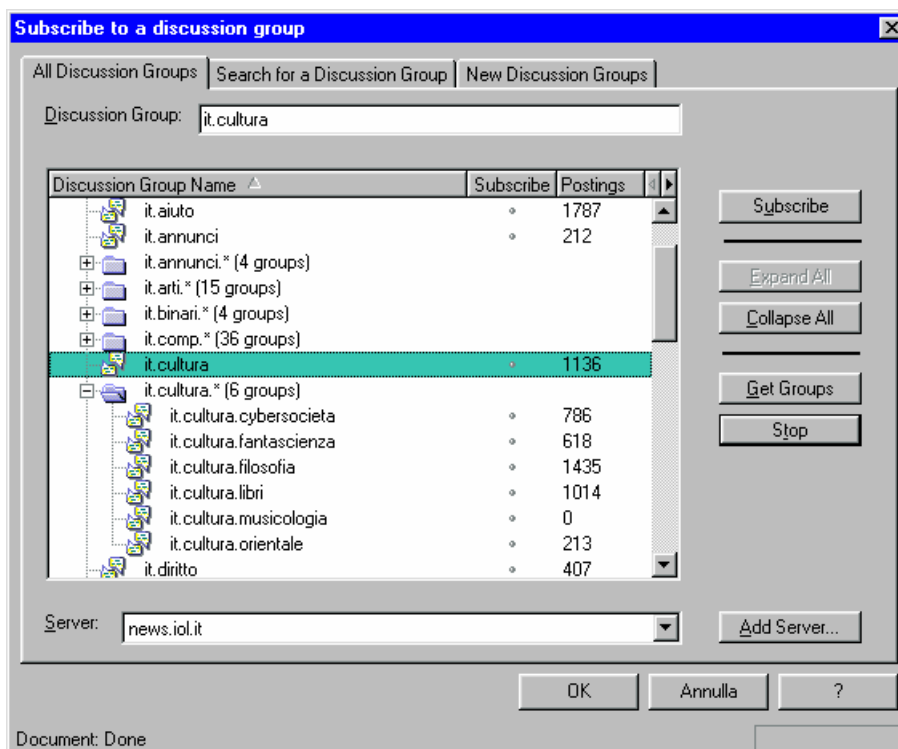 Subscribe to a discussion group
All Discussion Groups Search for a Discussion Group New Discussion Groups
Discussion Group: it.cultura
Discussion Group Name Subscribe Postings
it.aiuto 1787
it.annunci 212
it.annunci.* (4 groups)
it.arti.* (15 groups)
it.binari.* (4 groups)
it.comp.* (36 groups)
it.cultura 1136
it.cultura.* (6 groups)
it.cultura.cybersocieta 786
it.cultura.fantascienza 618
it.cultura.filosofia 1435
it.cultura.libri 1014
it.cultura.musicologia 0
it.cultura.orientale 213
it.diritto 407
Subscribe
Expand All
Collapse All
Get Groups
Stop
Server: news.iol.it Add Server...
OK Annulla ?
Document: Done